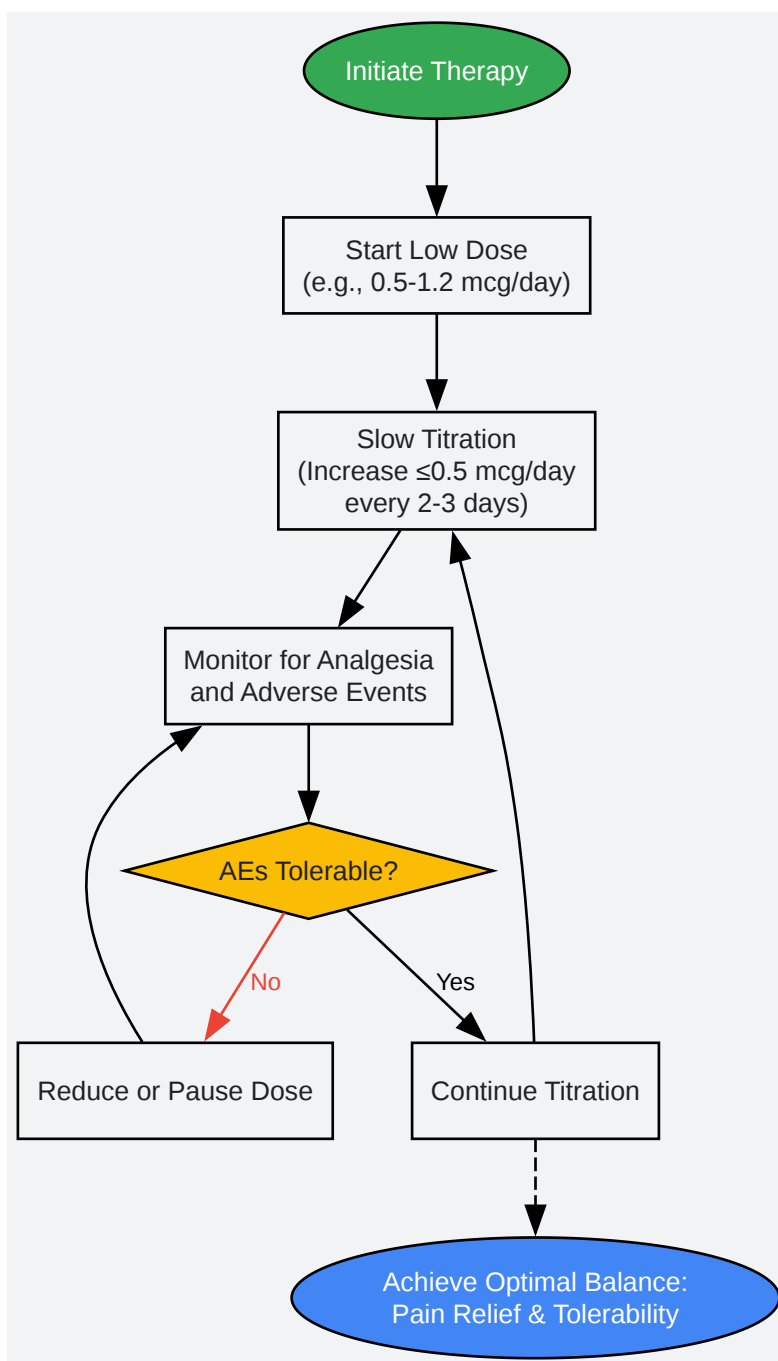 Initiate Therapy
Start Low Dose
(e.g., 0.5-1.2 mcg/day)
Slow Titration
(Increase ≤0.5 mcg/day
every 2-3 days)
Monitor for Analgesia
and Adverse Events
AEs Tolerable?
No
Yes
Reduce or Pause Dose
Continue Titration
Achieve Optimal Balance:
Pain Relief & Tolerability